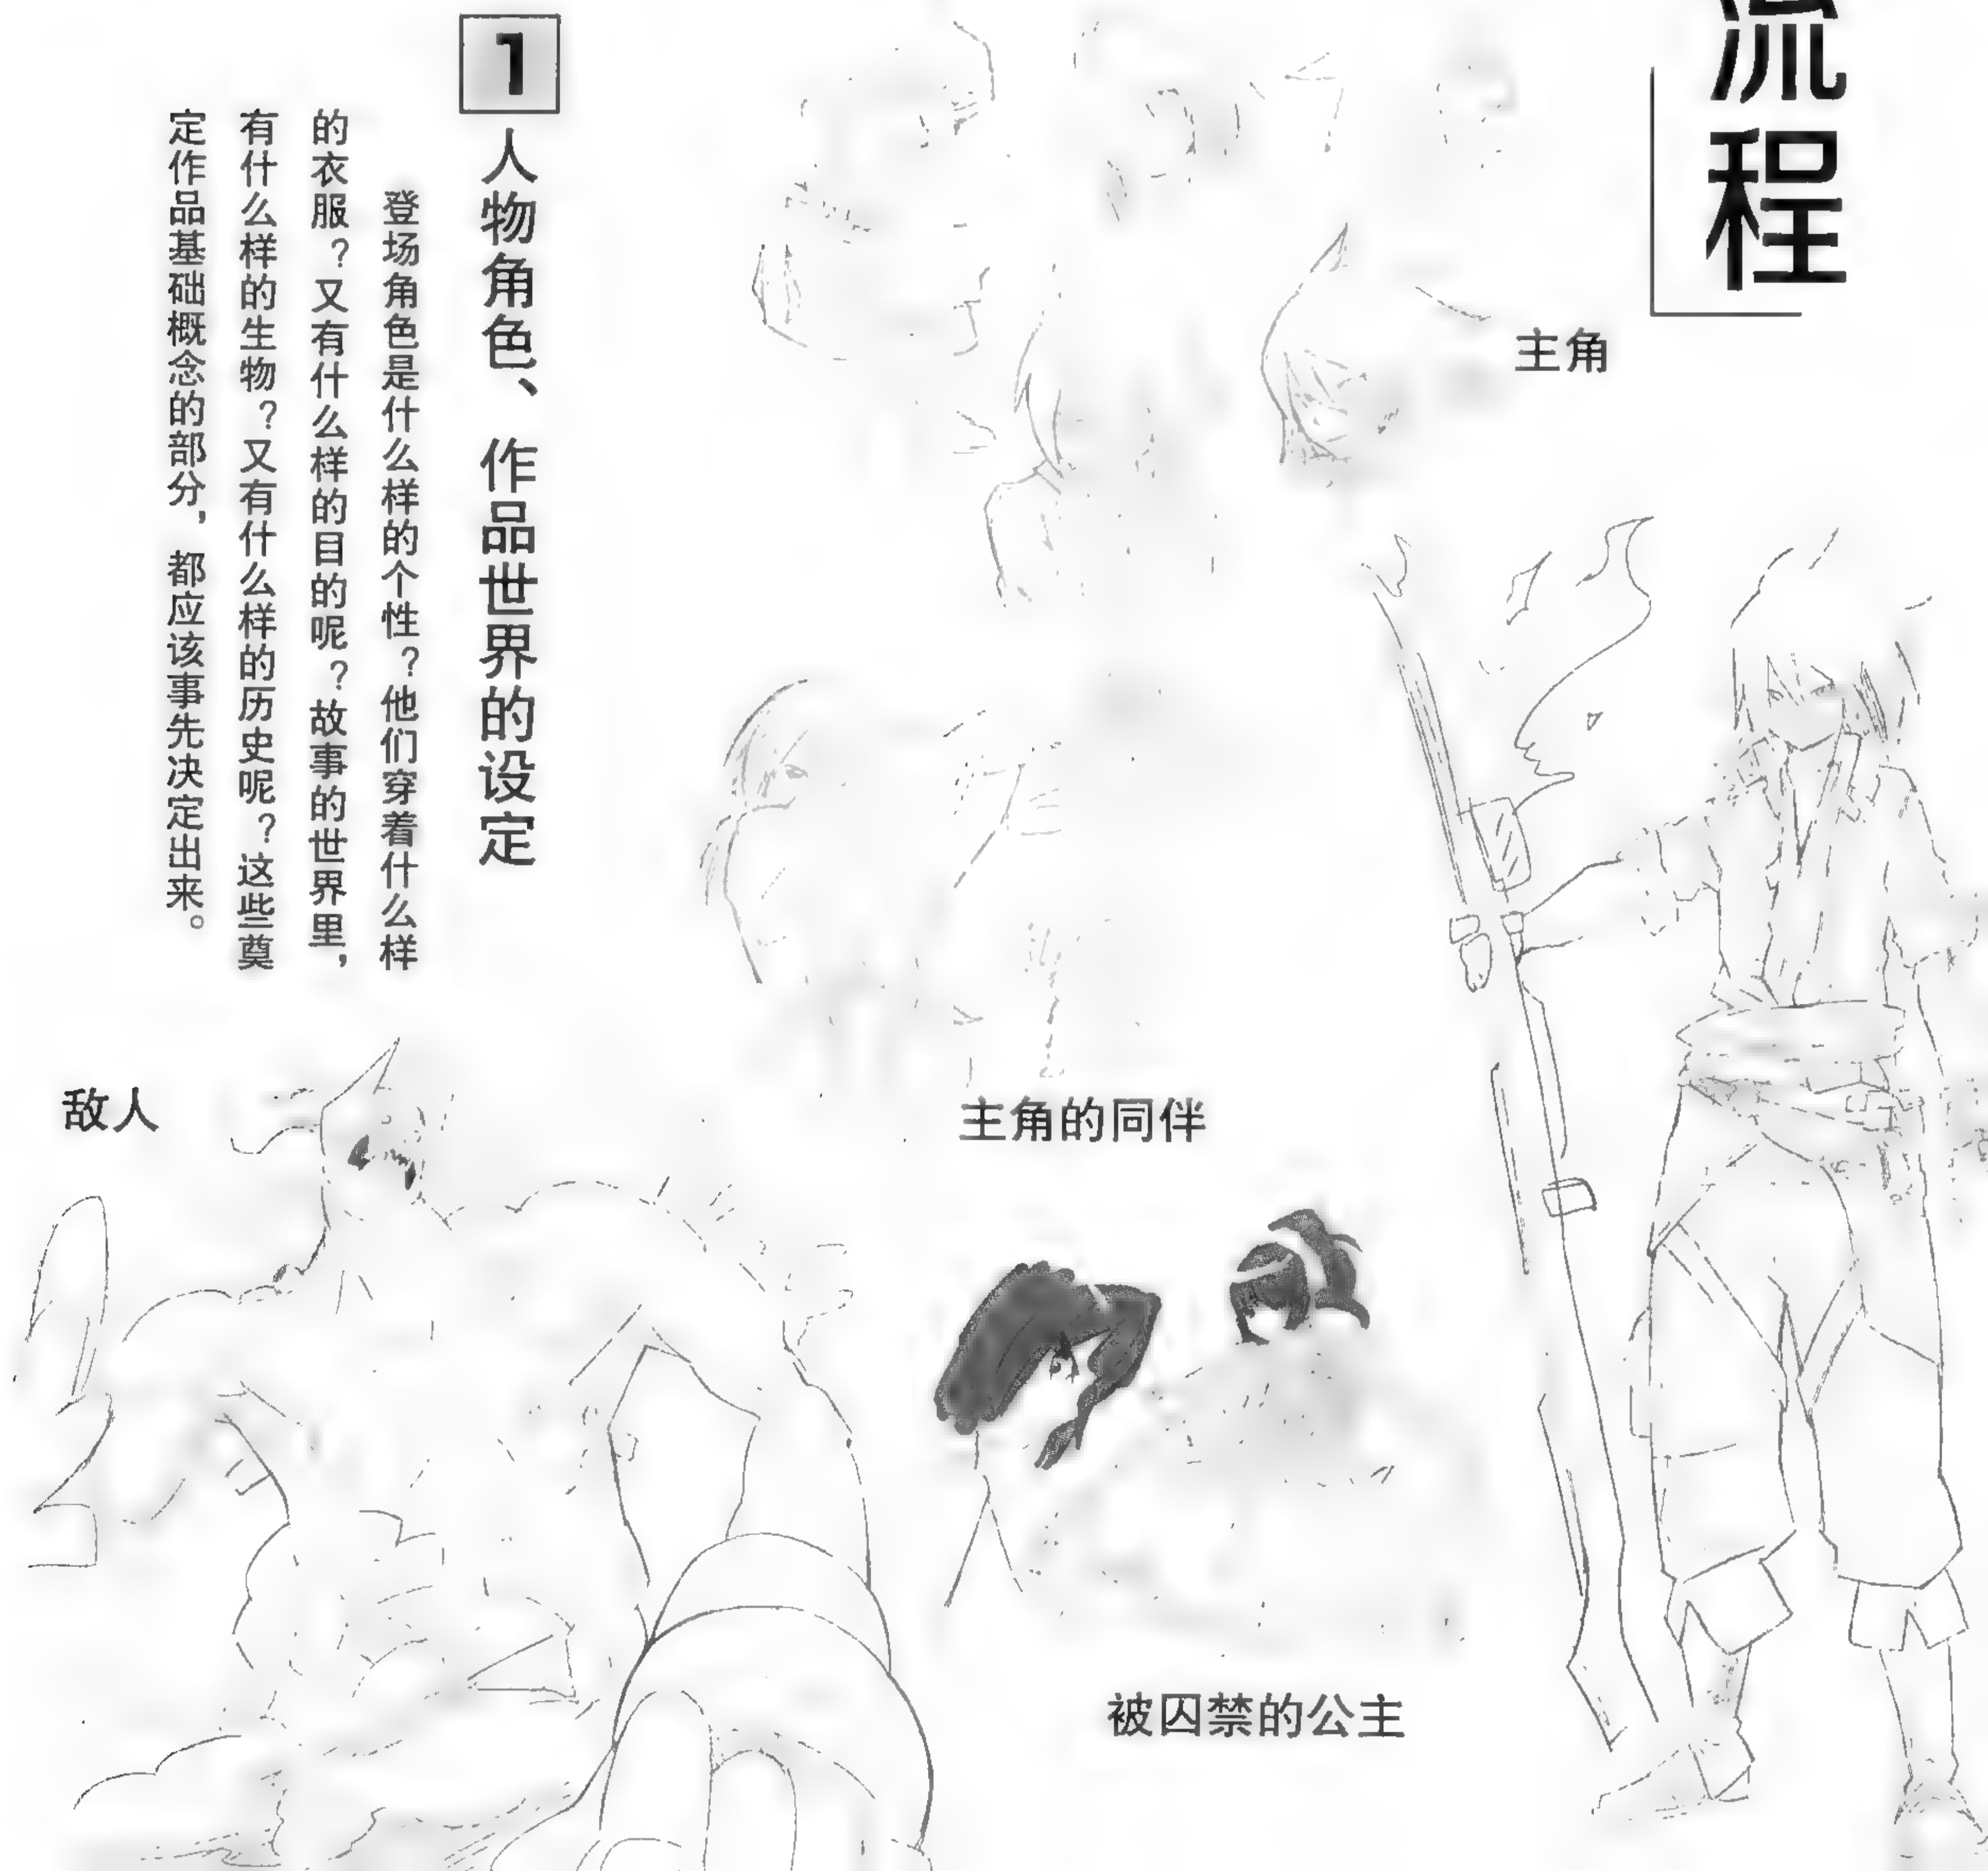 流程
主角
1
人物角色、作品世界的设定
登场角色是什么样的个性?他们穿着什么样
的衣服?又有什么样的目的呢?故事的世界里,
有什么样的生物?又有什么样的历史呢?这些奠
定作品基础概念的部分,都应该事先决定出来。
主角的同伴
被囚禁的公主
敌人